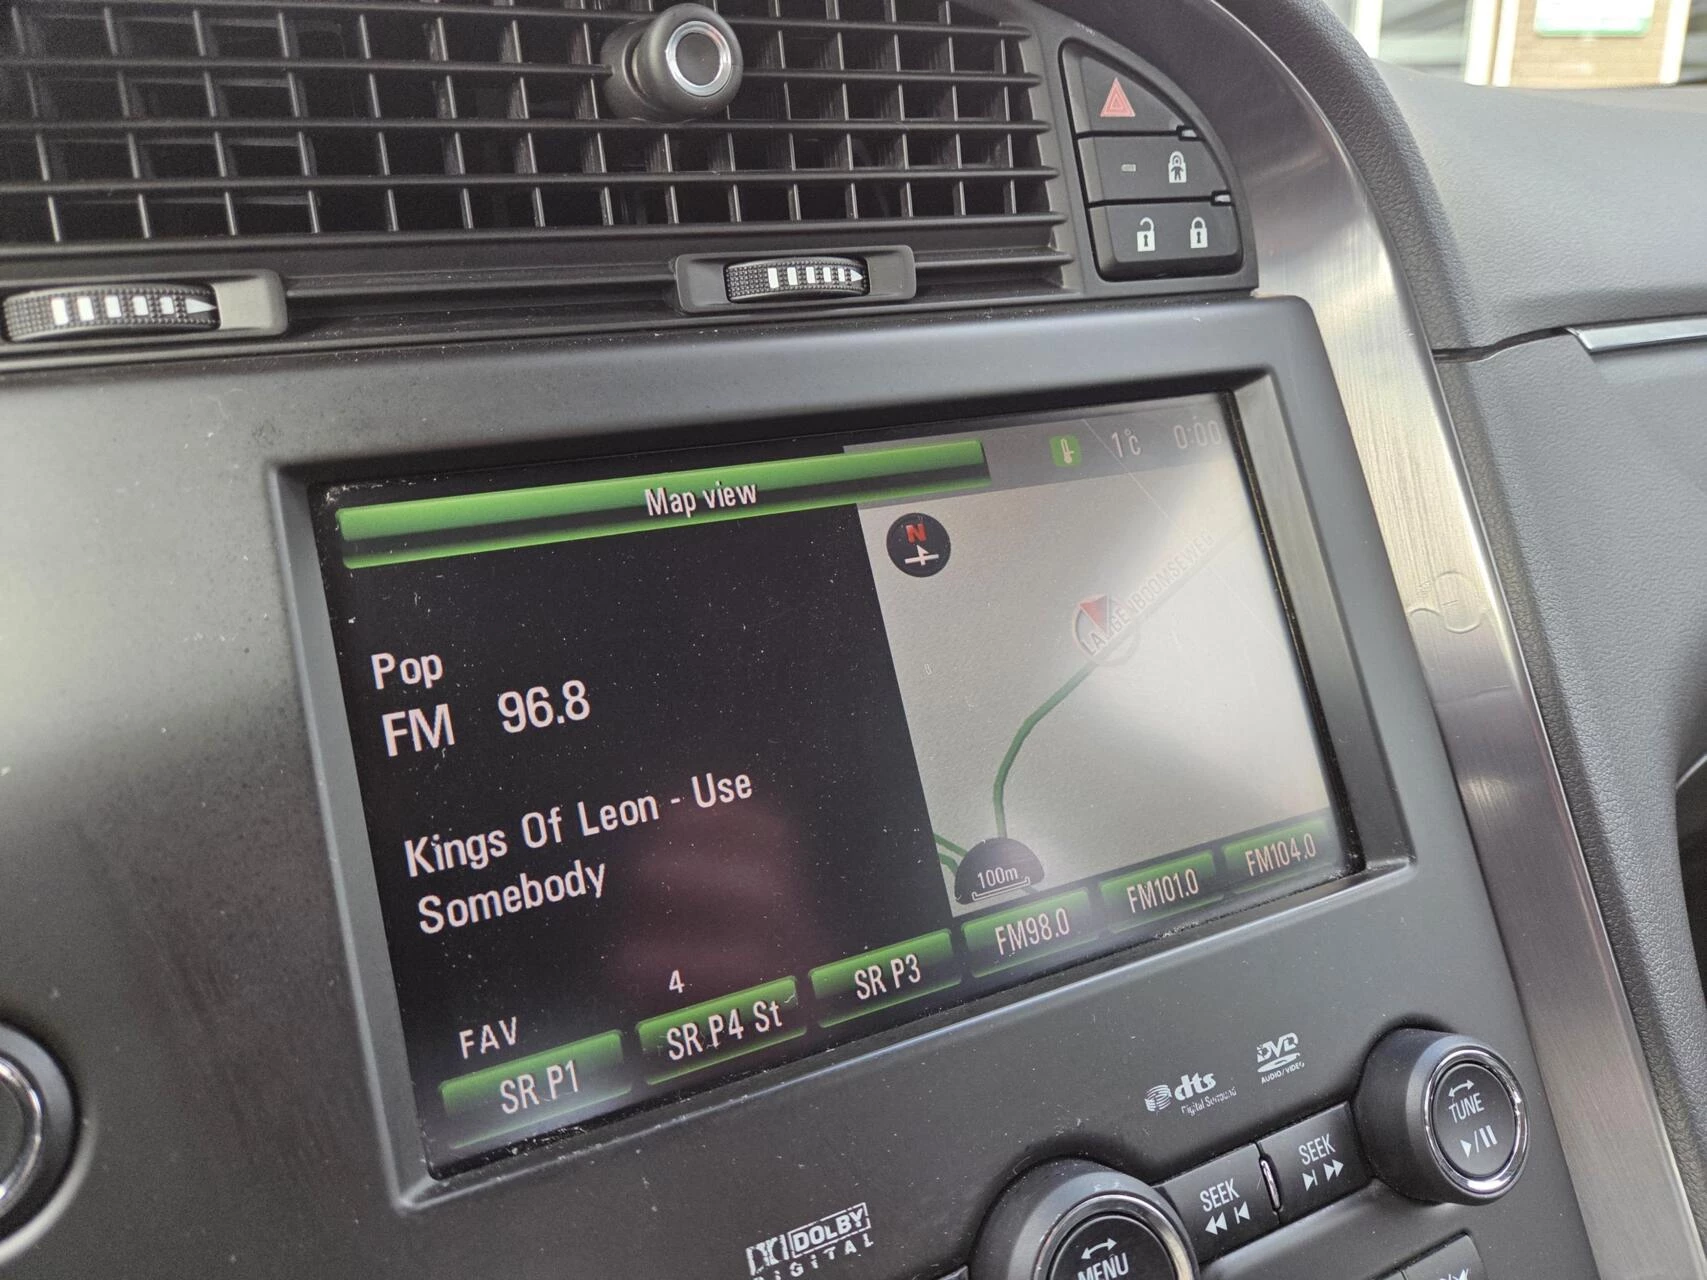 Map view
1°C 0:00
N
LANGENBOOMSEWEG
Pop
FM 96.8
Kings Of Leon - Use
Somebody
100m
FAV 4
SR P1 SR P4 St SR P3 FM98.0 FM101.0 FM104.0
dts
Digital Surround
DVD
AUDIO/VIDEO
TUNE
SEEK
SEEK
DOLBY
DIGITAL
MENU